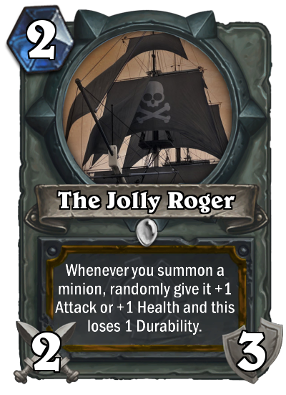 2
The Jolly Roger
Whenever you summon a
minion, randomly give it +1
Attack or +1 Health and this
loses 1 Durability.
2
3